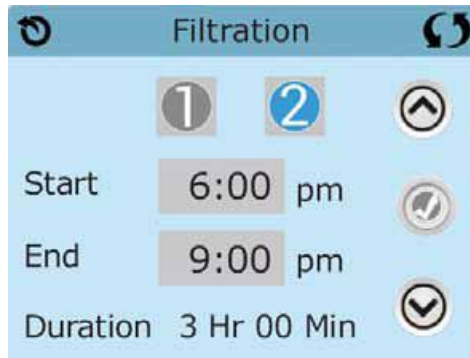 Filtration
1 2
Start 6:00 pm
End 9:00 pm
Duration 3 Hr 00 Min